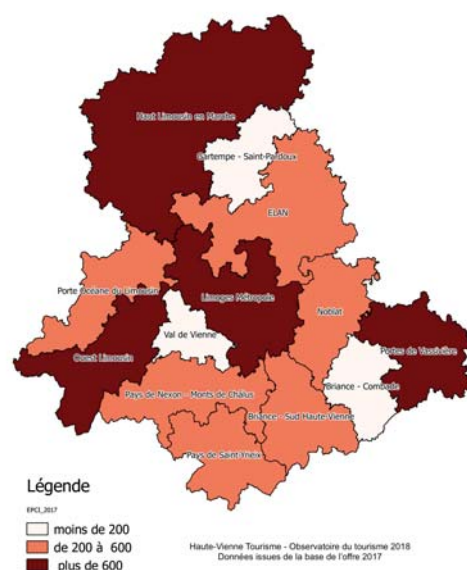 Haut Limousin en Marche
Gartempe - Saint-Pardoux
ELAN
Porte Océane du Limousin
Limoges Métropole
Noblat
Val de Vienne
Ouest Limousin
Portes de Vassivière
Briance - Combade
Pays de Nexon - Monts de Châlus
Briance - Sud Haute-Vienne
Pays de Saint-Yrieix
Légende
EPCI_2017
moins de 200
de 200 à 600
plus de 600
Haute-Vienne Tourisme - Observatoire du tourisme 2018
Données issues de la base de l'offre 2017